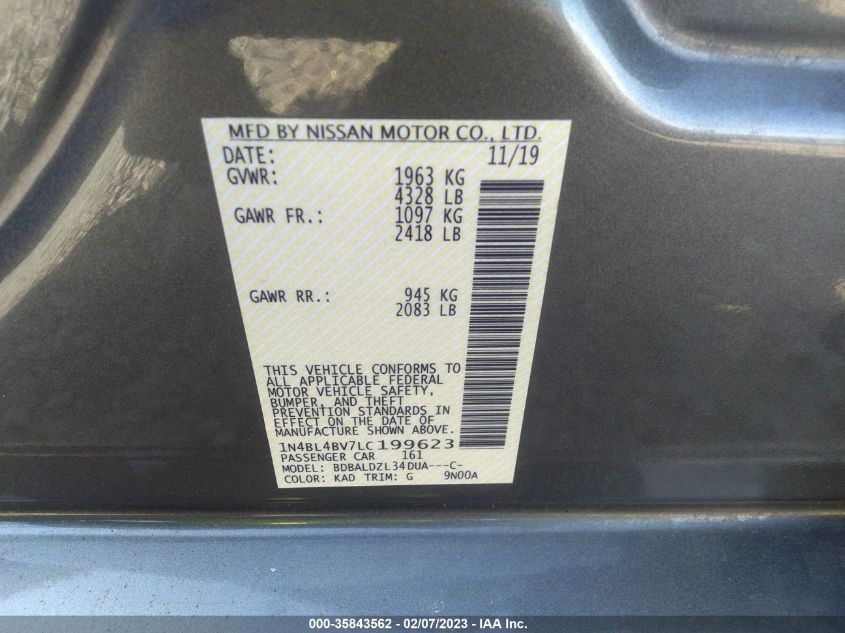 MFD BY NISSAN MOTOR CO., LTD.
DATE: 11/19
GVWR: 1963 KG
4328 LB
GAWR FR.: 1097 KG
2418 LB
GAWR RR.: 945 KG
2083 LB
THIS VEHICLE CONFORMS TO
ALL APPLICABLE FEDERAL
MOTOR VEHICLE SAFETY,
BUMPER, AND THEFT
PREVENTION STANDARDS IN
EFFECT ON THE DATE OF
MANUFACTURE SHOWN ABOVE.
1N4BL4BV7LC199623
PASSENGER CAR 161
MODEL: BDBALDZL34DUA---C-
COLOR: KAD TRIM: G 9N00A
000-35843562 - 02/07/2023 - IAA Inc.